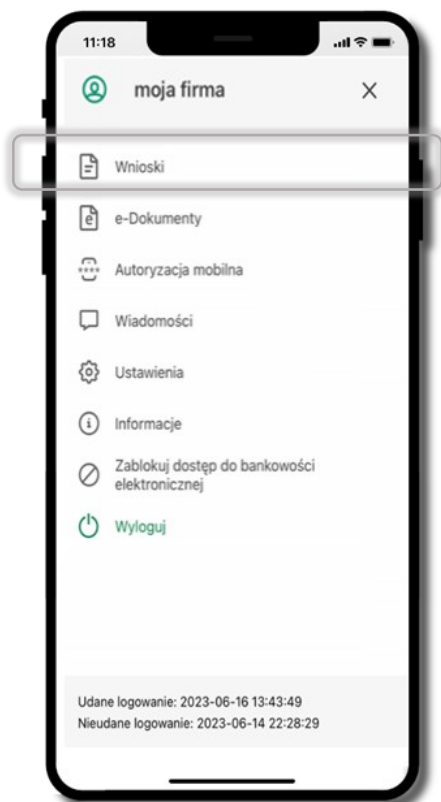 11:18
moja firma
Wnioski
e-Dokumenty
Autoryzacja mobilna
Wiadomości
Ustawienia
Informacje
Zablokuj dostęp do bankowości
elektronicznej
Wyloguj
Udane logowanie: 2023-06-16 13:43:49
Nieudane logowanie: 2023-06-14 22:28:29